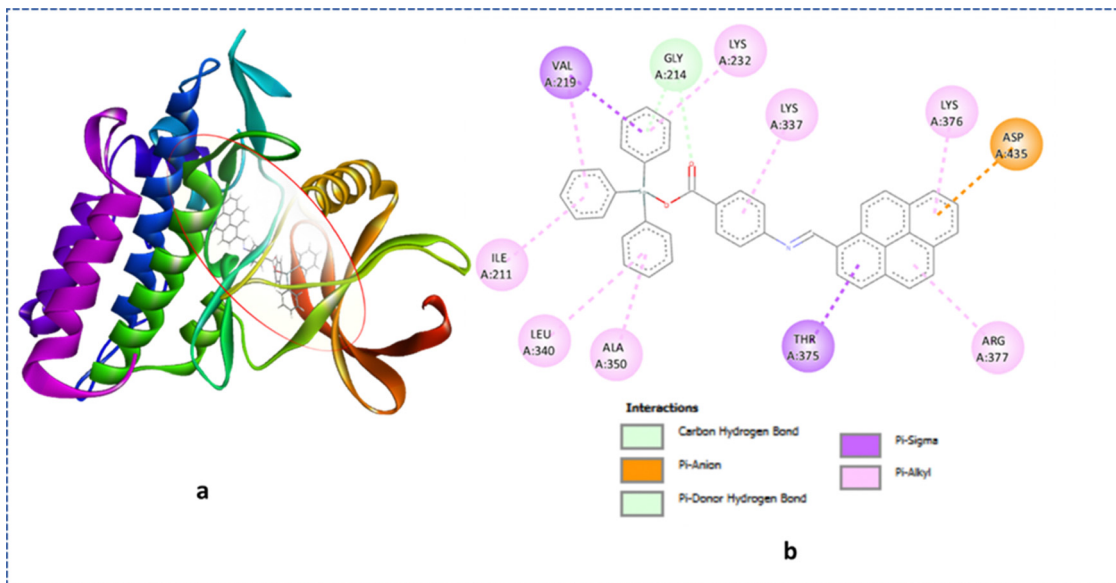 VAL
A:219
GLY
A:214
LYS
A:232
LYS
A:337
LYS
A:376
ASP
A:435
ILE
A:211
LEU
A:340
ALA
A:350
THR
A:375
ARG
A:377
Interactions
Carbon Hydrogen Bond
Pi-Anion
Pi-Donor Hydrogen Bond
Pi-Sigma
Pi-Alkyl
a
b